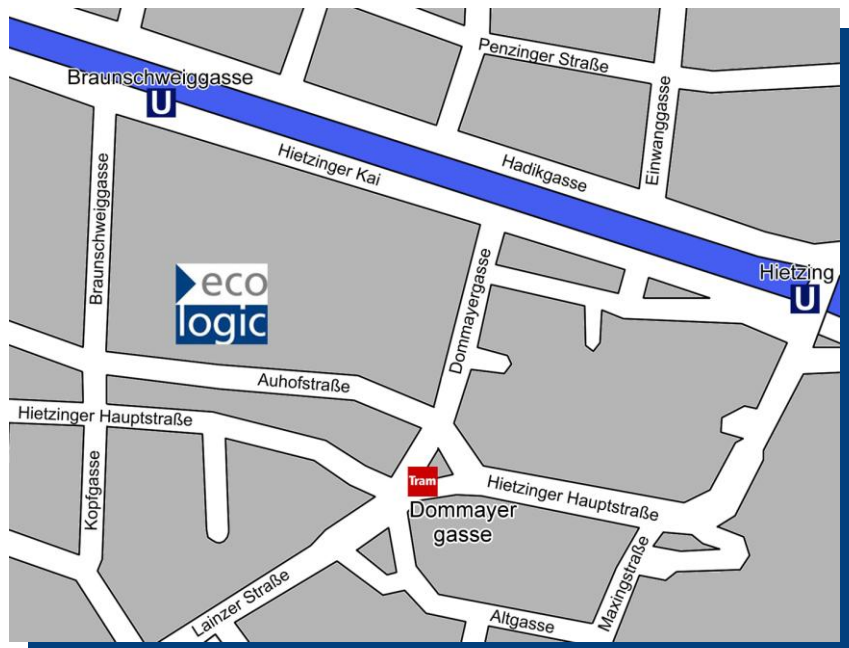 Penzinger Straße
Braunschweiggasse
U
Einwanggasse
Hietzinger Kai
Hadikgasse
Braunschweiggasse
eco
logic
Hietzing
U
Dommayergasse
Auhofstraße
Hietzinger Hauptstraße
Kopfgasse
Tram
Hietzinger Hauptstraße
Dommayer
gasse
Maxingstraße
Lainzer Straße
Altgasse